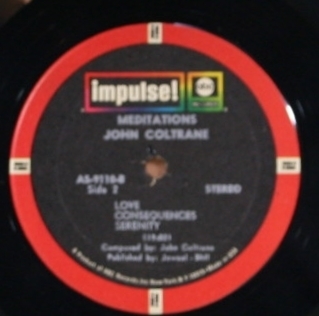 impulse! abc
MEDITATIONS
JOHN COLTRANE
AS-9110-B
Side 2 STEREO
LOVE
CONSEQUENCES
SERENITY
Composed by: John Coltrane
Published by: Jowcol - BMI